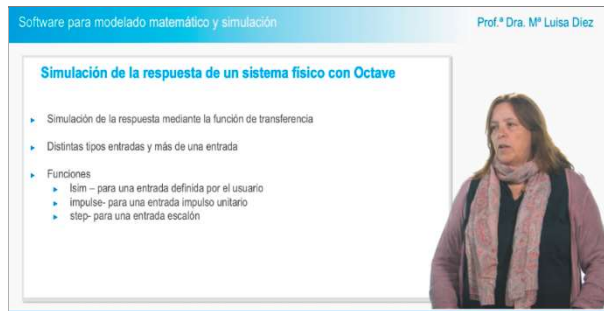 Software para modelado matemático y simulación
Prof.ª Dra. Mª Luisa Díez
Simulación de la respuesta de un sistema físico con Octave
Simulación de la respuesta mediante la función de transferencia
Distintas tipos entradas y más de una entrada
Funciones
lsim – para una entrada definida por el usuario
impulse- para una entrada impulso unitario
step- para una entrada escalón